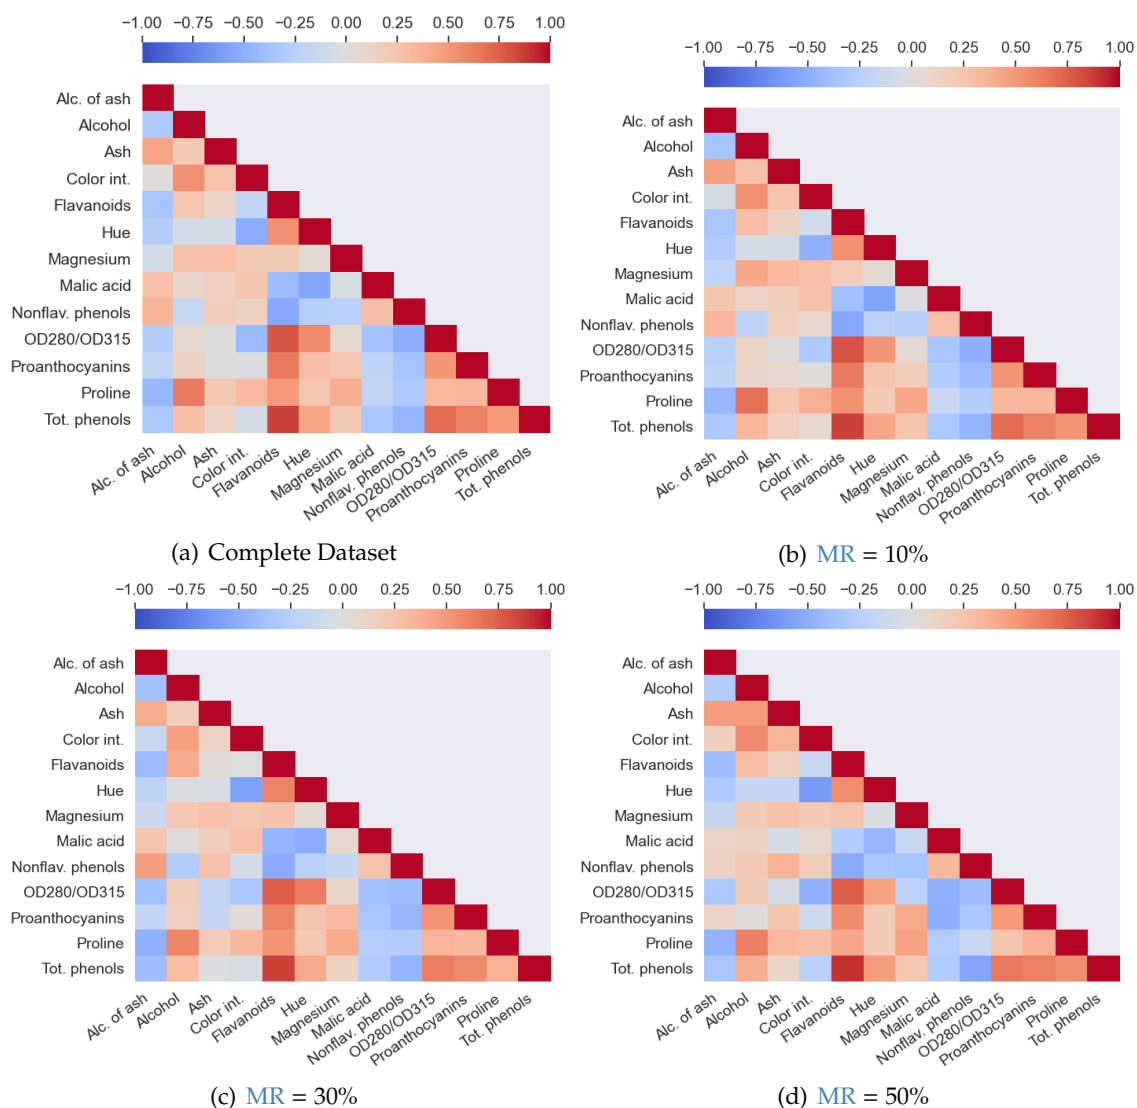 −1.00 −0.75 −0.50 −0.25 0.00 0.25 0.50 0.75 1.00
Alc. of ash
Alcohol
Ash
Color int.
Flavanoids
Hue
Magnesium
Malic acid
Nonflav. phenols
OD280/OD315
Proanthocyanins
Proline
Tot. phenols
Alc. of ash
Alcohol
Ash
Color int.
Flavanoids
Hue
Magnesium
Malic acid
Nonflav. phenols
OD280/OD315
Proanthocyanins
Proline
Tot. phenols
(a) Complete Dataset
−1.00 −0.75 −0.50 −0.25 0.00 0.25 0.50 0.75 1.00
Alc. of ash
Alcohol
Ash
Color int.
Flavanoids
Hue
Magnesium
Malic acid
Nonflav. phenols
OD280/OD315
Proanthocyanins
Proline
Tot. phenols
Alc. of ash
Alcohol
Ash
Color int.
Flavanoids
Hue
Magnesium
Malic acid
Nonflav. phenols
OD280/OD315
Proanthocyanins
Proline
Tot. phenols
(b) MR = 10%
−1.00 −0.75 −0.50 −0.25 0.00 0.25 0.50 0.75 1.00
Alc. of ash
Alcohol
Ash
Color int.
Flavanoids
Hue
Magnesium
Malic acid
Nonflav. phenols
OD280/OD315
Proanthocyanins
Proline
Tot. phenols
Alc. of ash
Alcohol
Ash
Color int.
Flavanoids
Hue
Magnesium
Malic acid
Nonflav. phenols
OD280/OD315
Proanthocyanins
Proline
Tot. phenols
(c) MR = 30%
−1.00 −0.75 −0.50 −0.25 0.00 0.25 0.50 0.75 1.00
Alc. of ash
Alcohol
Ash
Color int.
Flavanoids
Hue
Magnesium
Malic acid
Nonflav. phenols
OD280/OD315
Proanthocyanins
Proline
Tot. phenols
Alc. of ash
Alcohol
Ash
Color int.
Flavanoids
Hue
Magnesium
Malic acid
Nonflav. phenols
OD280/OD315
Proanthocyanins
Proline
Tot. phenols
(d) MR = 50%